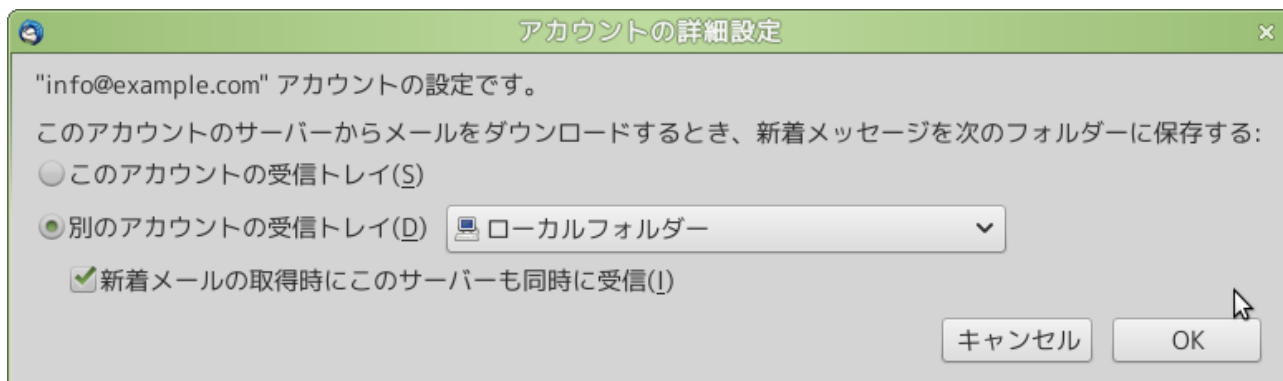 アカウントの詳細設定
"info@example.com" アカウントの設定です。
このアカウントのサーバーからメールをダウンロードするとき、新着メッセージを次のフォルダーに保存する:
このアカウントの受信トレイ(S)
別のアカウントの受信トレイ(D) ローカルフォルダー
新着メールの取得時にこのサーバーも同時に受信(I)
キャンセル OK